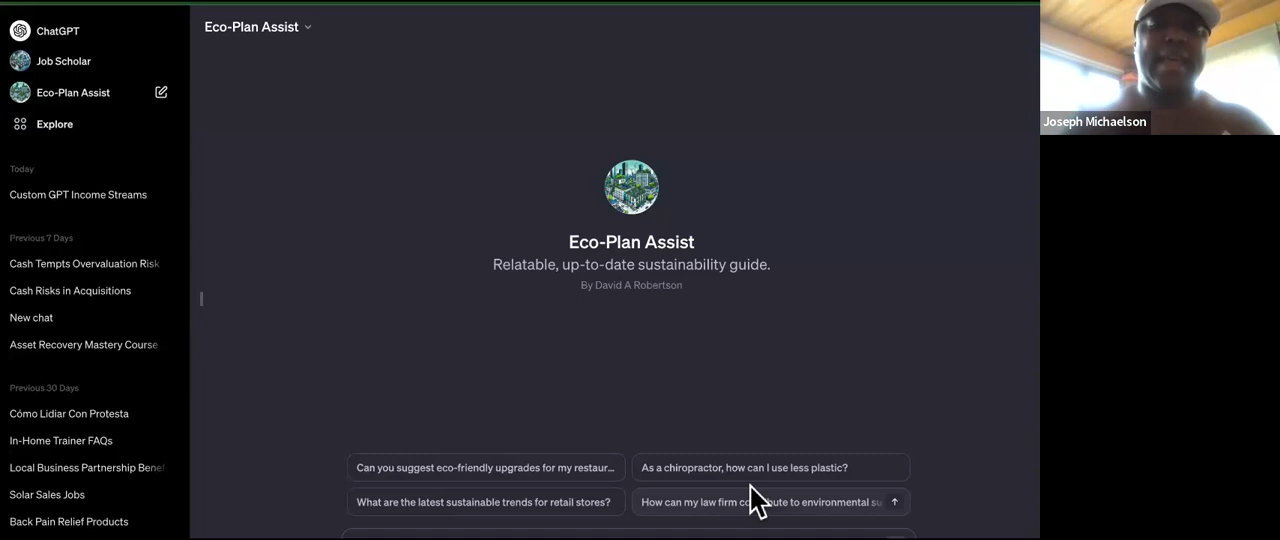 ChatGPT
Job Scholar
Eco-Plan Assist
Explore
Today
Custom GPT Income Streams
Previous 7 Days
Cash Tempts Overvaluation Risk
Cash Risks in Acquisitions
New chat
Asset Recovery Mastery Course
Previous 30 Days
Cómo Lidiar Con Protesta
In-Home Trainer FAQs
Local Business Partnership Benef
Solar Sales Jobs
Back Pain Relief Products
Eco-Plan Assist
Eco-Plan Assist
Relatable, up-to-date sustainability guide.
By David A Robertson
Can you suggest eco-friendly upgrades for my restaur...
As a chiropractor, how can I use less plastic?
What are the latest sustainable trends for retail stores?
How can my law firm to environmental su
Joseph Michaelson